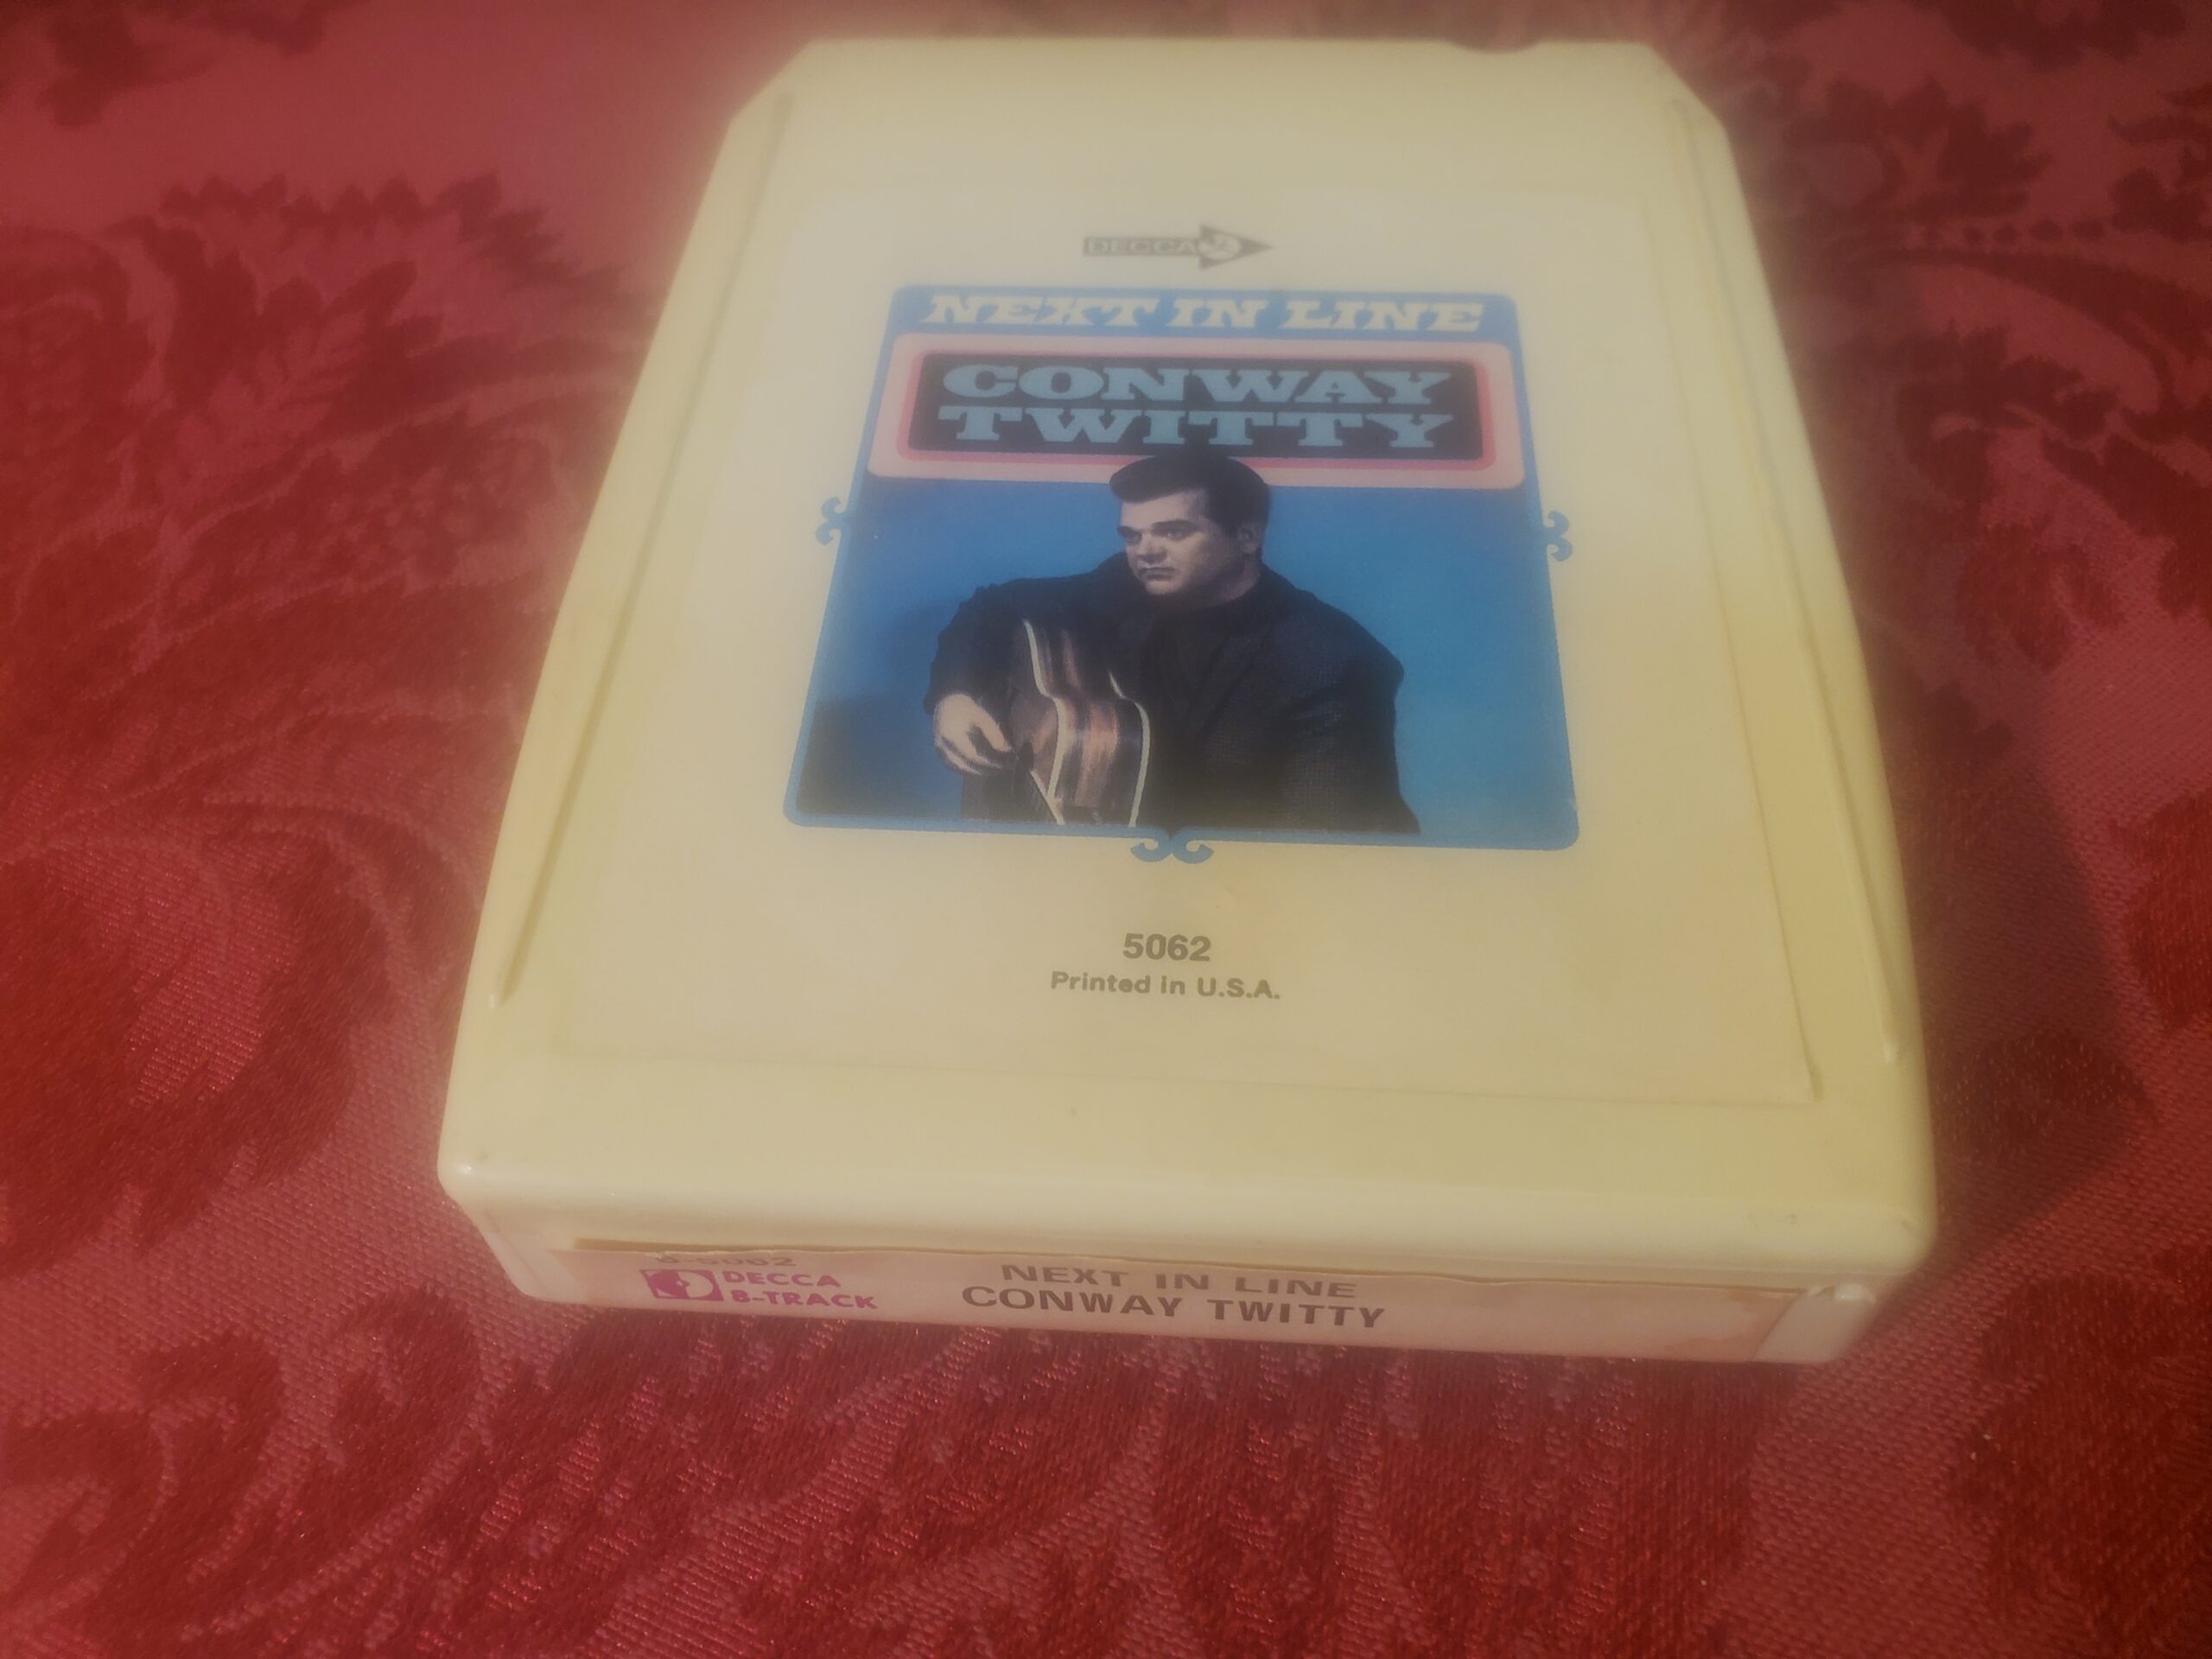 DECCA
NEXT IN LINE
CONWAY
TWITTY
5062
Printed in U.S.A.
DECCA
8-TRACK
NEXT IN LINE
CONWAY TWITTY